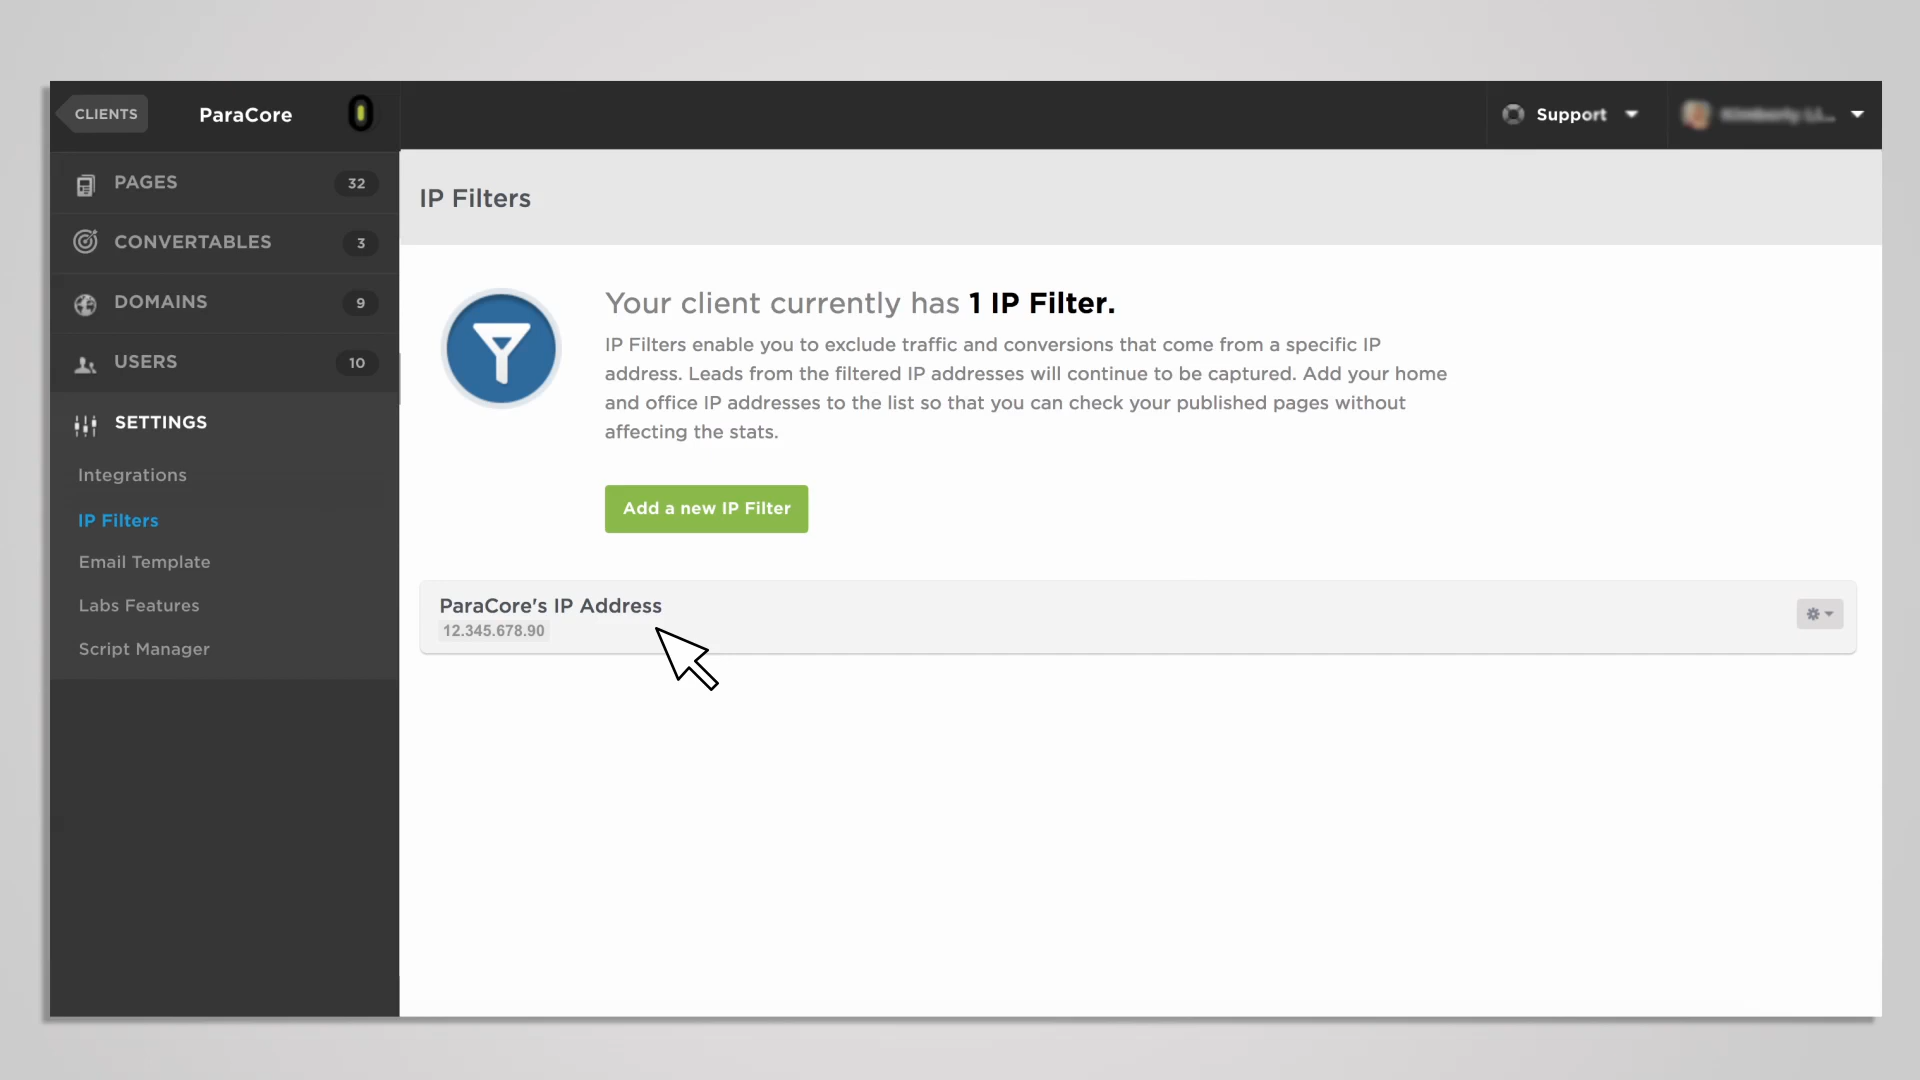 CLIENTS
ParaCore
Support
PAGES
32
CONVERTABLES
3
DOMAINS
9
USERS
10
SETTINGS
Integrations
IP Filters
Email Template
Labs Features
Script Manager
IP Filters
Your client currently has 1 IP Filter.
IP Filters enable you to exclude traffic and conversions that come from a specific IP
address. Leads from the filtered IP addresses will continue to be captured. Add your home
and office IP addresses to the list so that you can check your published pages without
affecting the stats.
Add a new IP Filter
ParaCore's IP Address
12.345.678.90